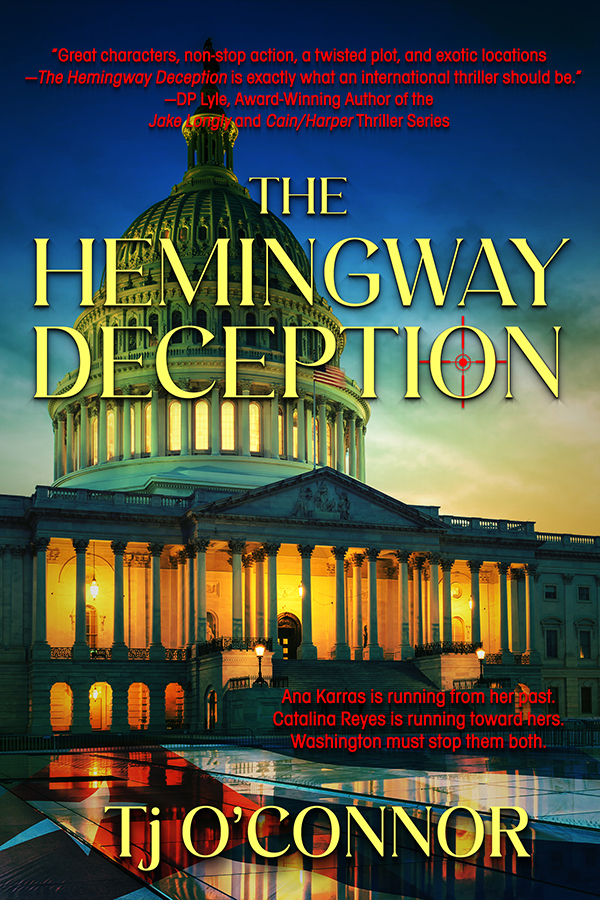 "Great characters, non-stop action, a twisted plot, and exotic locations
—The Hemingway Deception is exactly what an international thriller should be."
—DP Lyle, Award-Winning Author of the
Jake Longly and Cain/Harper Thriller Series
THE
HEMINGWAY
DECEPTION
Ana Karras is running from her past.
Catalina Reyes is running toward hers.
Washington must stop them both.
Tj O'CONNOR